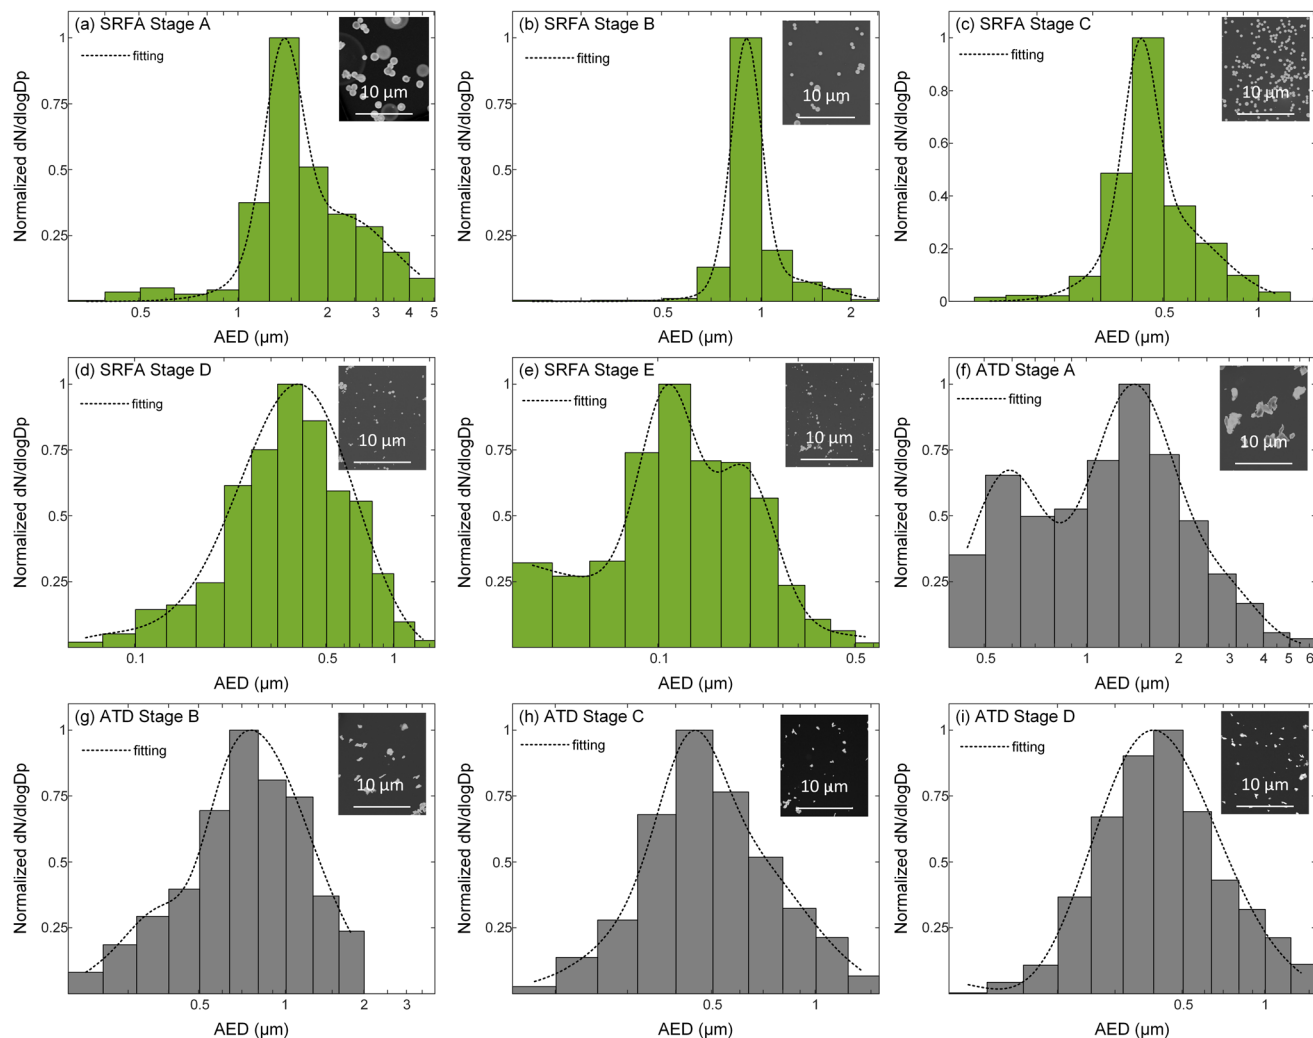 (a) SRFA Stage A
fitting
10 µm
Normalized dN/dlogDp
1
0.75
0.5
0.25
0.5 1 2 3 4 5
AED (µm)
(b) SRFA Stage B
fitting
10 µm
Normalized dN/dlogDp
1
0.75
0.5
0.25
0.5 1 2
AED (µm)
(c) SRFA Stage C
fitting
10 µm
Normalized dN/dlogDp
1
0.8
0.6
0.4
0.2
0
0.5
AED (µm)
(d) SRFA Stage D
fitting
10 µm
Normalized dN/dlogDp
1
0.75
0.5
0.25
0.1 0.5 1
AED (µm)
(e) SRFA Stage E
fitting
10 µm
Normalized dN/dlogDp
1
0.75
0.5
0.25
0.1 0.5
AED (µm)
(f) ATD Stage A
fitting
10 µm
Normalized dN/dlogDp
1
0.75
0.5
0.25
0.5 1 2 3 4 5 6
AED (µm)
(g) ATD Stage B
fitting
10 µm
Normalized dN/dlogDp
1
0.75
0.5
0.25
0.5 1 2 3
AED (µm)
(h) ATD Stage C
fitting
10 µm
Normalized dN/dlogDp
1
0.75
0.5
0.25
0.5 1
AED (µm)
(i) ATD Stage D
fitting
10 µm
Normalized dN/dlogDp
1
0.75
0.5
0.25
0.5 1
AED (µm)